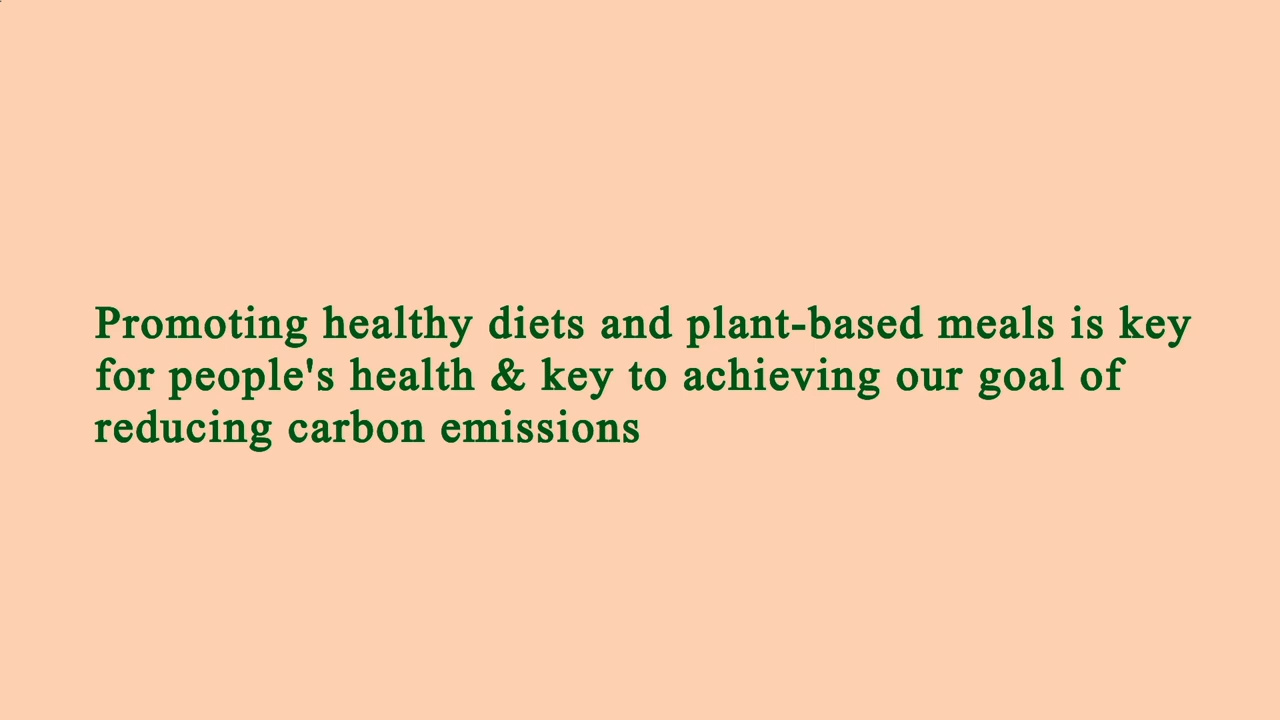 Promoting healthy diets and plant-based meals is key
for people's health & key to achieving our goal of
reducing carbon emissions